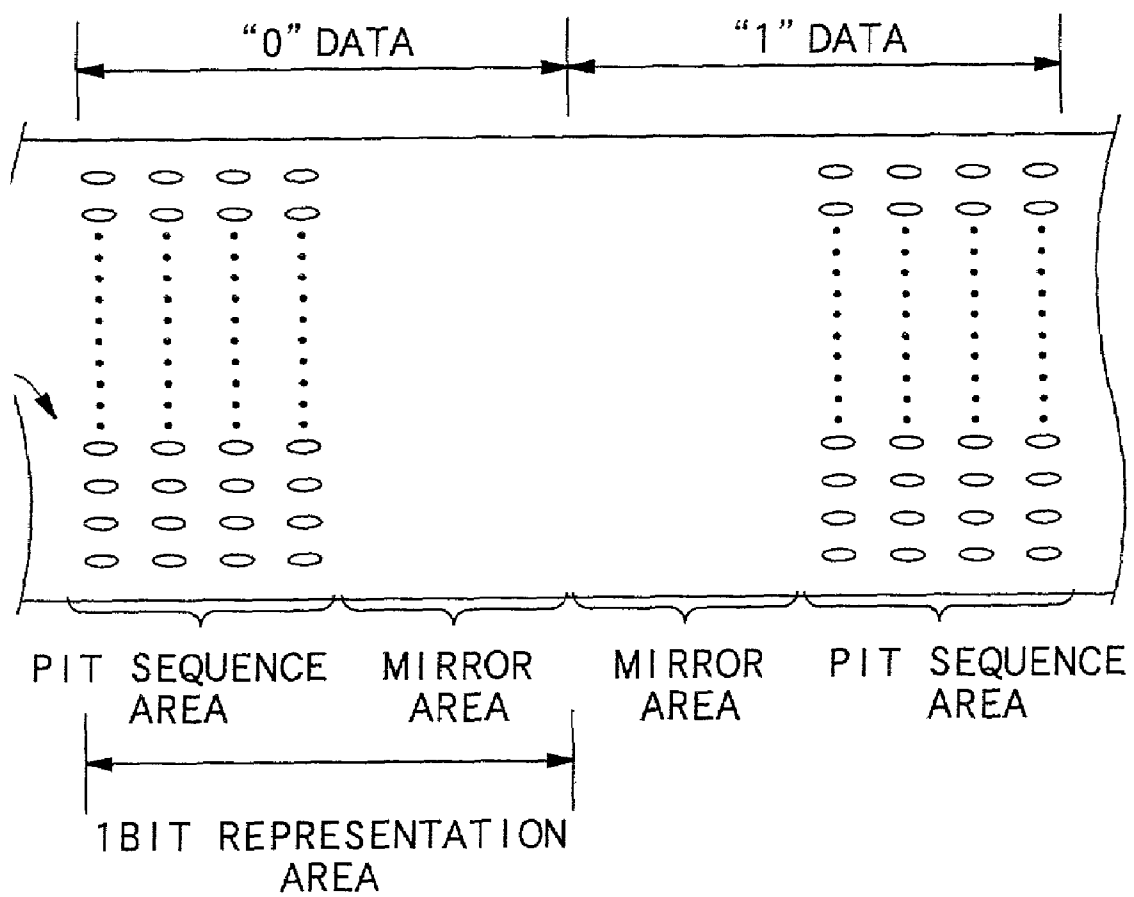 “0” DATA
“1” DATA
PIT SEQUENCE
AREA
MIRROR
AREA
MIRROR
AREA
PIT SEQUENCE
AREA
1BIT REPRESENTATION
AREA